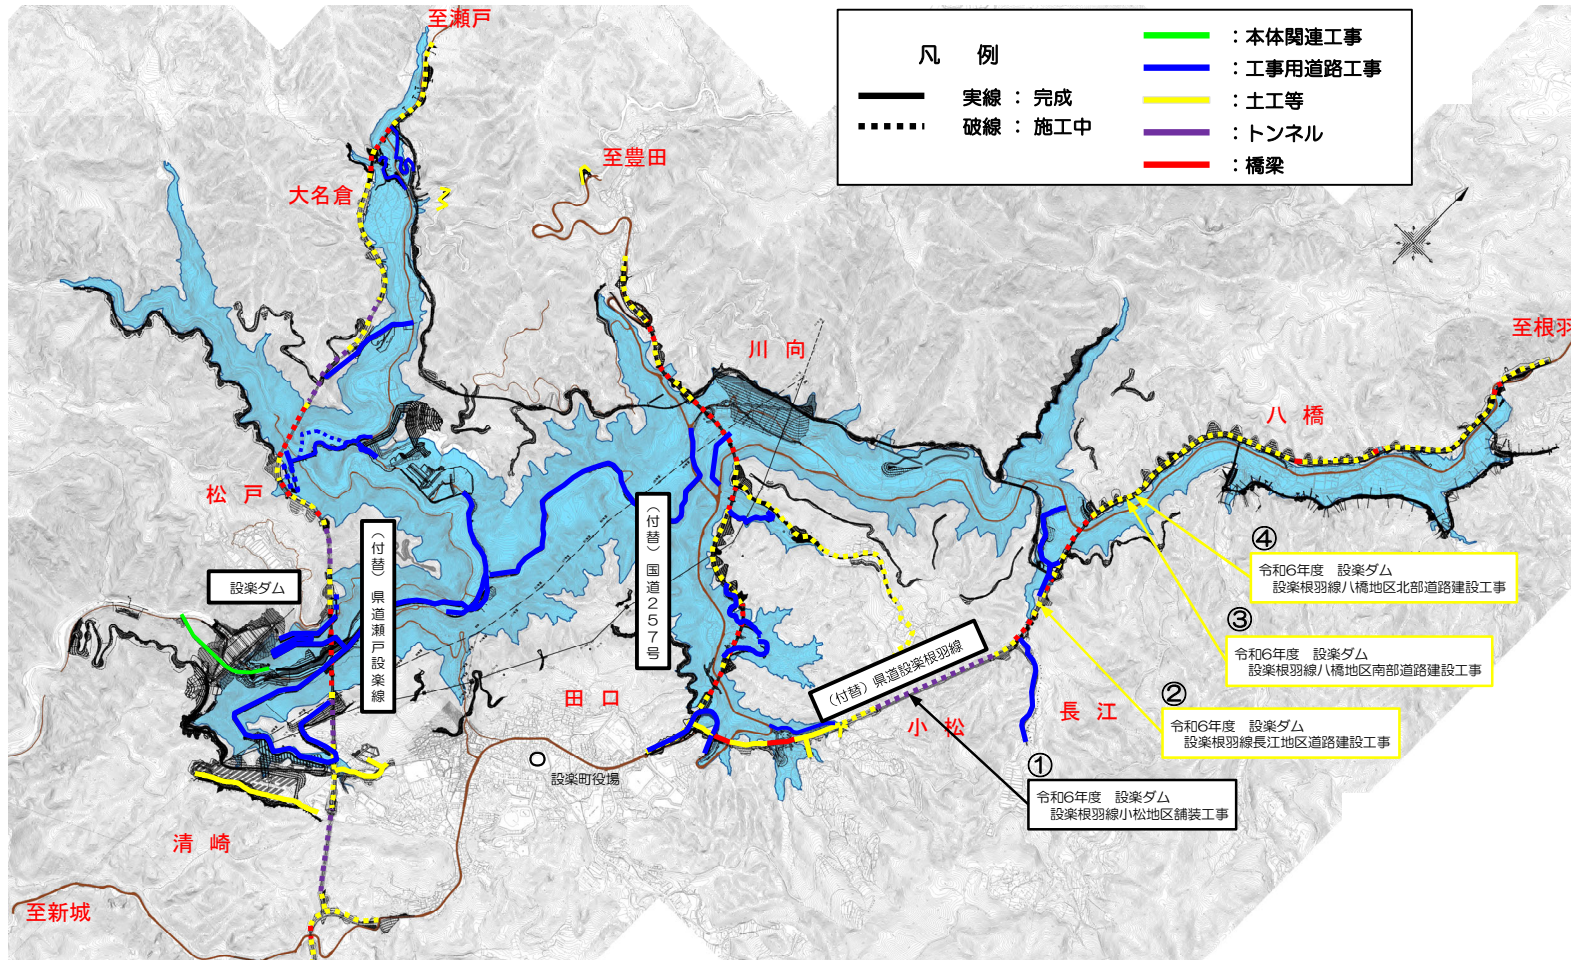 至瀬戸
凡 例
実線 : 完成
破線 : 施工中
: 本体関連工事
: 工事用道路工事
: 土工等
: トンネル
: 橋梁
至豊田
大名倉
川 向
至根羽
八 橋
松 戸
(付替) 県道瀬戸設楽線
(付替) 国道257号
設楽ダム
④
令和6年度 設楽ダム
設楽根羽線八橋地区北部道路建設工事
③
令和6年度 設楽ダム
設楽根羽線八橋地区南部道路建設工事
(付替) 県道設楽根羽線
②
令和6年度 設楽ダム
設楽根羽線長江地区道路建設工事
田 口
小 松
長 江
設楽町役場
①
令和6年度 設楽ダム
設楽根羽線小松地区舗装工事
清 崎
至新城